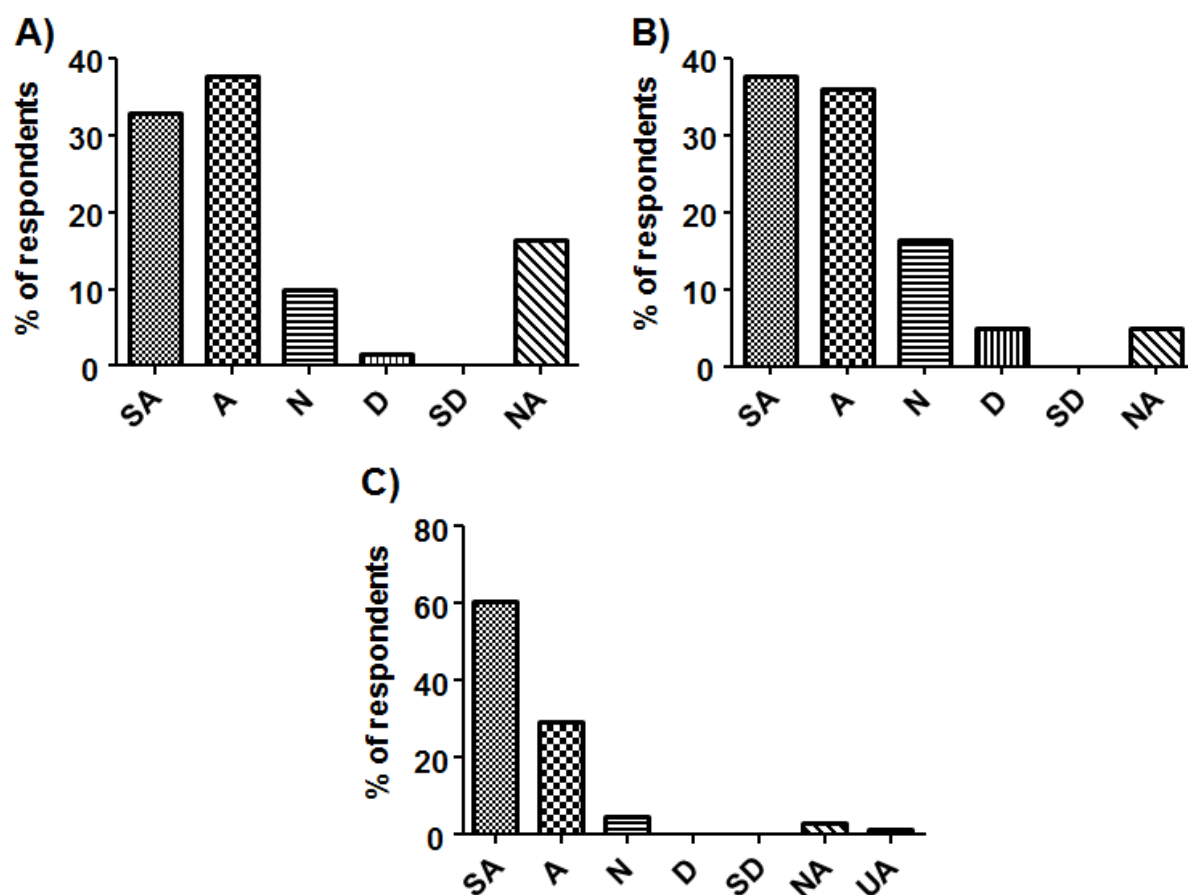 A)
% of respondents
40
30
20
10
0
SA
A
N
D
SD
NA
B)
% of respondents
40
30
20
10
0
SA
A
N
D
SD
NA
C)
% of respondents
80
60
40
20
0
SA
A
N
D
SD
NA
UA